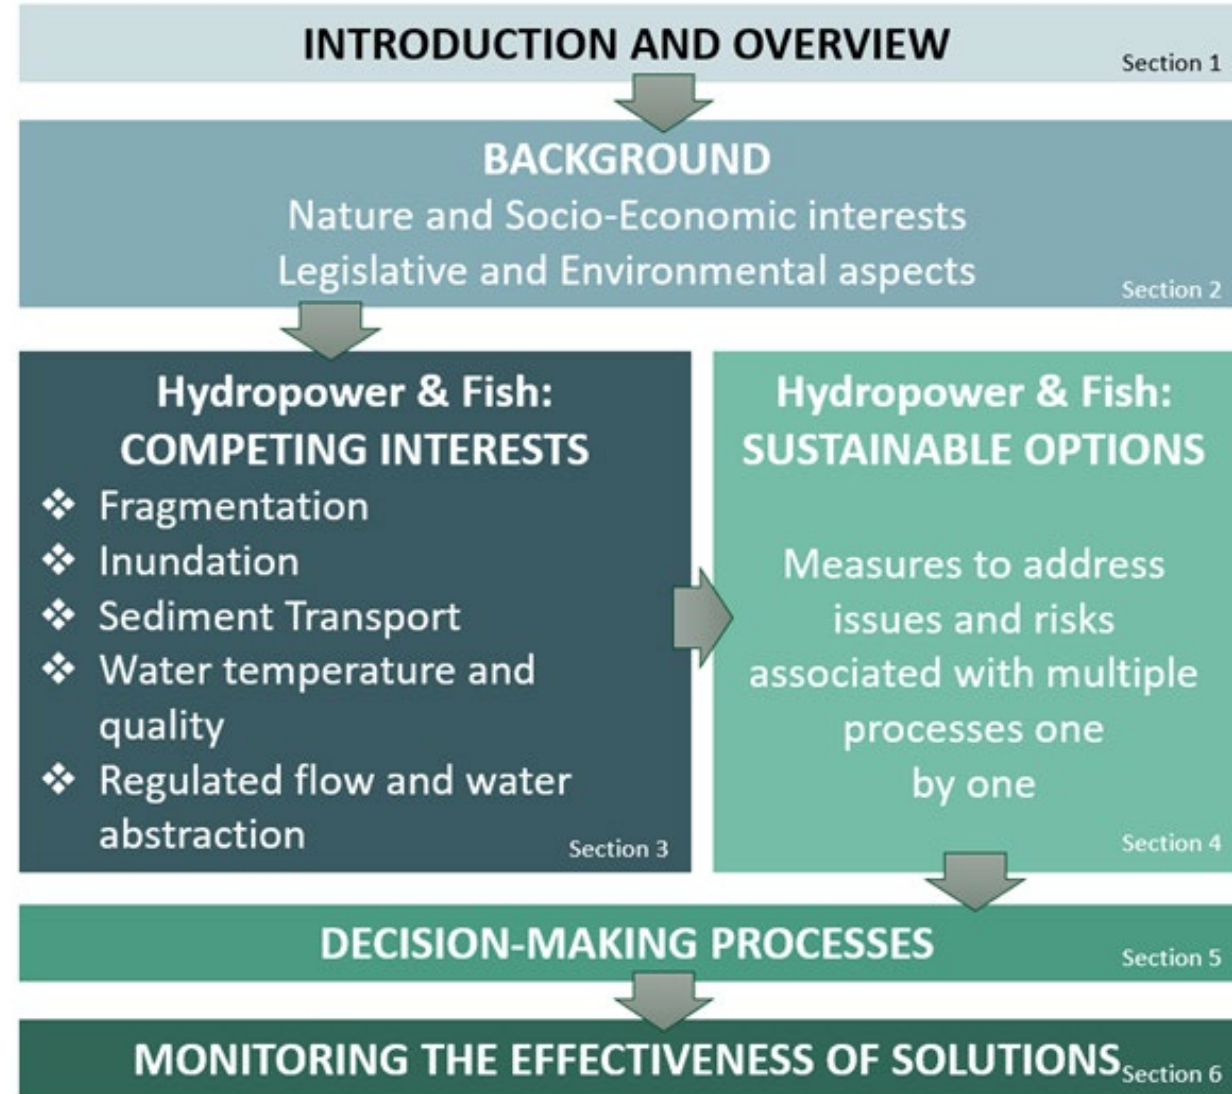 INTRODUCTION AND OVERVIEW
Section 1
BACKGROUND
Nature and Socio-Economic interests
Legislative and Environmental aspects
Section 2
Hydropower & Fish:
COMPETING INTERESTS
❖ Fragmentation
❖ Inundation
❖ Sediment Transport
❖ Water temperature and
quality
❖ Regulated flow and water
abstraction
Section 3
Hydropower & Fish:
SUSTAINABLE OPTIONS
Measures to address
issues and risks
associated with multiple
processes one
by one
Section 4
DECISION-MAKING PROCESSES
Section 5
MONITORING THE EFFECTIVENESS OF SOLUTIONS
Section 6